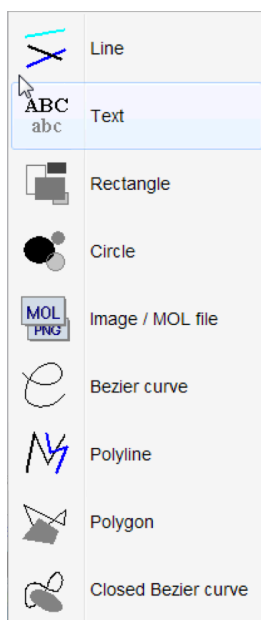 Line
ABC
abc
Text
Rectangle
Circle
MOL
PNG
Image / MOL file
Bezier curve
Polyline
Polygon
Closed Bezier curve